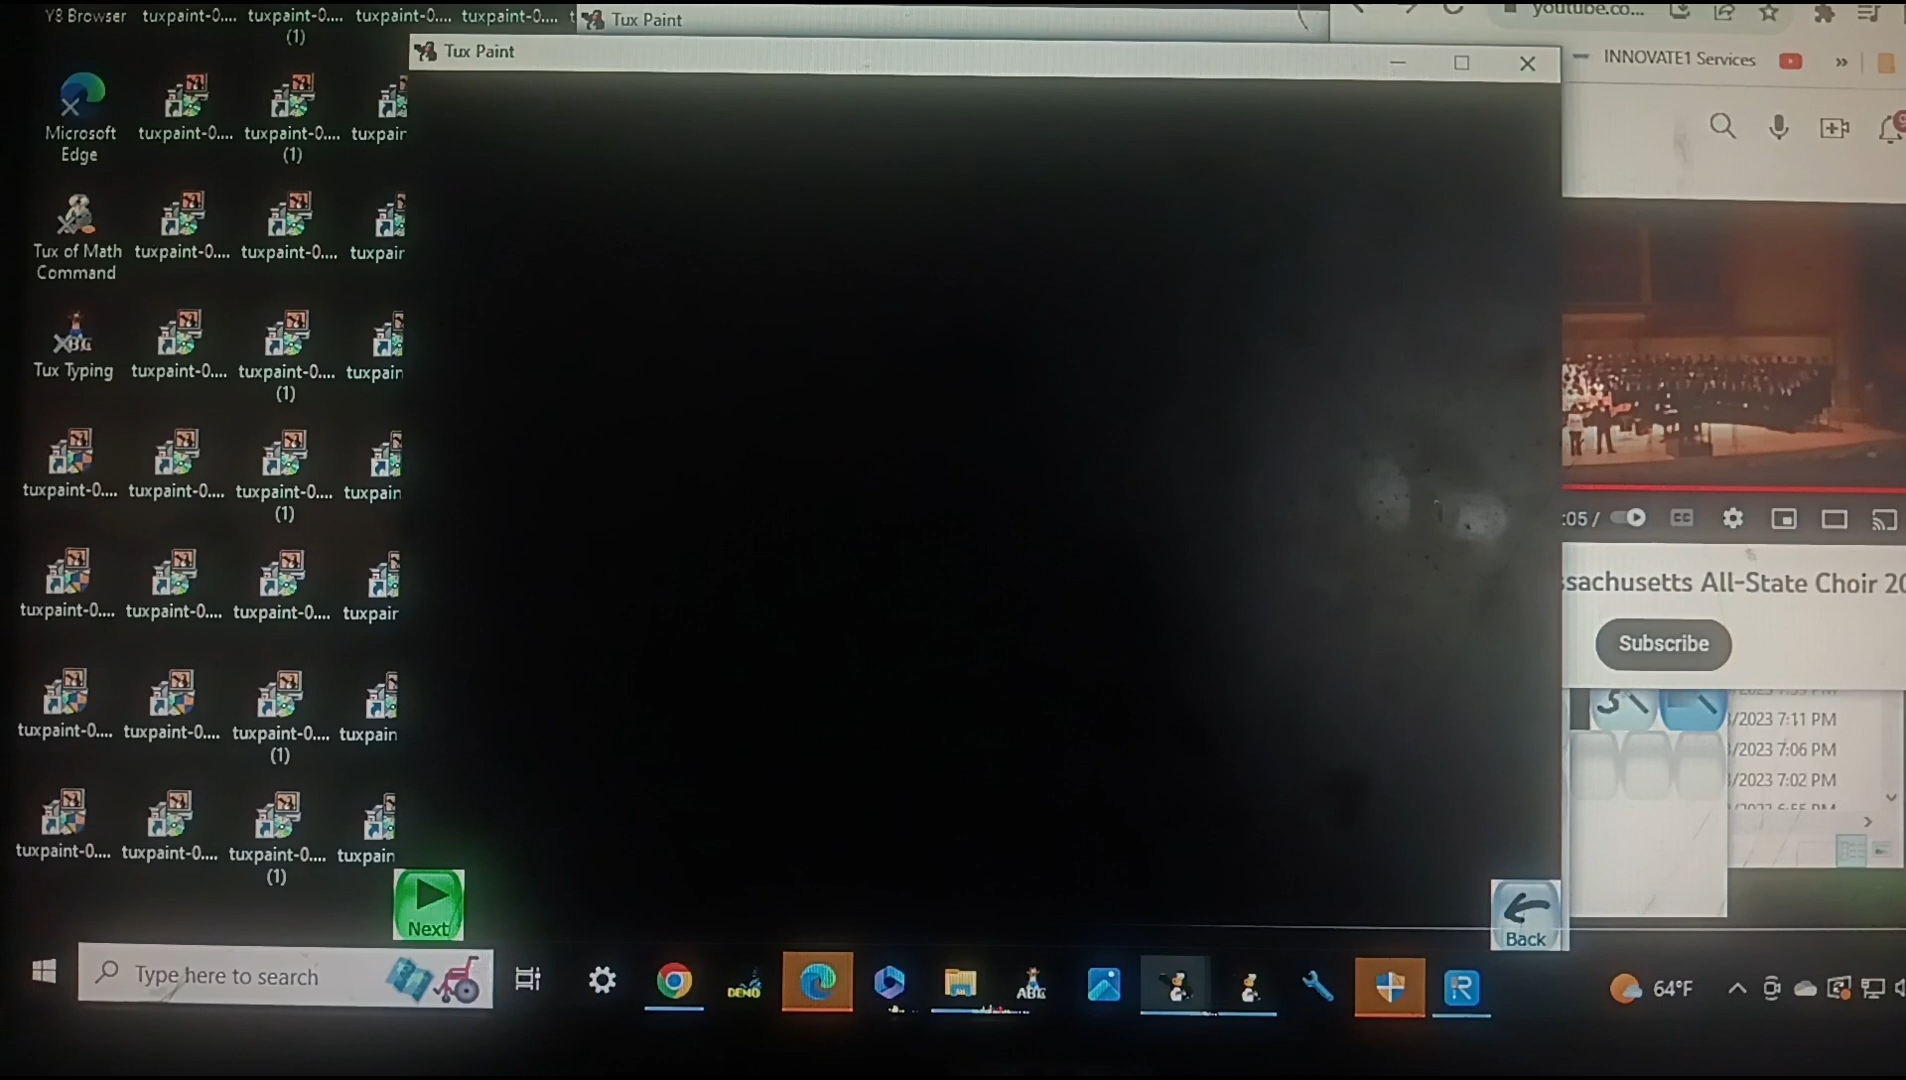 Y8 Browser
tuxpaint-0....
tuxpaint-0....
(1)
tuxpaint-0....
tuxpaint-0....
Tux Paint
youtube.co...
Tux Paint
INNOVATE1 Services
»
Microsoft
Edge
tuxpaint-0....
tuxpaint-0....
(1)
tuxpair
Tux of Math
Command
tuxpaint-0....
tuxpaint-0....
tuxpair
Tux Typing
tuxpaint-0....
tuxpaint-0....
(1)
tuxpain
tuxpaint-0....
tuxpaint-0....
tuxpaint-0....
(1)
tuxpain
:05 /
CC
tuxpaint-0....
tuxpaint-0....
tuxpaint-0....
tuxpair
ssachusetts All-State Choir 20
Subscribe
tuxpaint-0....
tuxpaint-0....
tuxpaint-0....
(1)
tuxpain
/2023 7:11 PM
/2023 7:06 PM
/2023 7:02 PM
tuxpaint-0....
tuxpaint-0....
tuxpaint-0....
(1)
tuxpain
Next
Back
Type here to search
DEMO
ABC
64°F